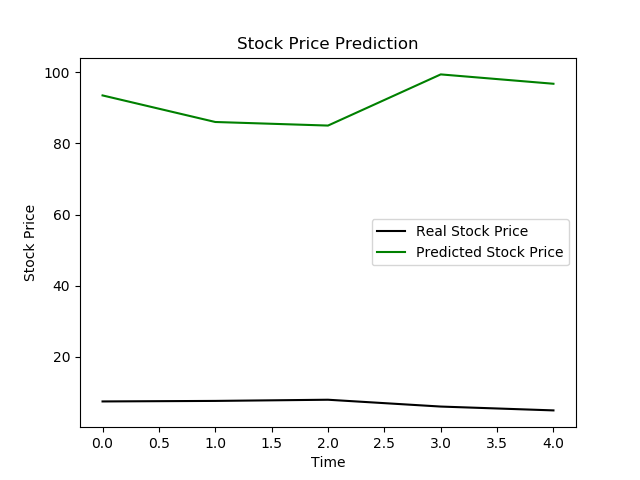 Stock Price Prediction
100
80
60
40
20
Stock Price
Real Stock Price
Predicted Stock Price
0.0 0.5 1.0 1.5 2.0 2.5 3.0 3.5 4.0
Time